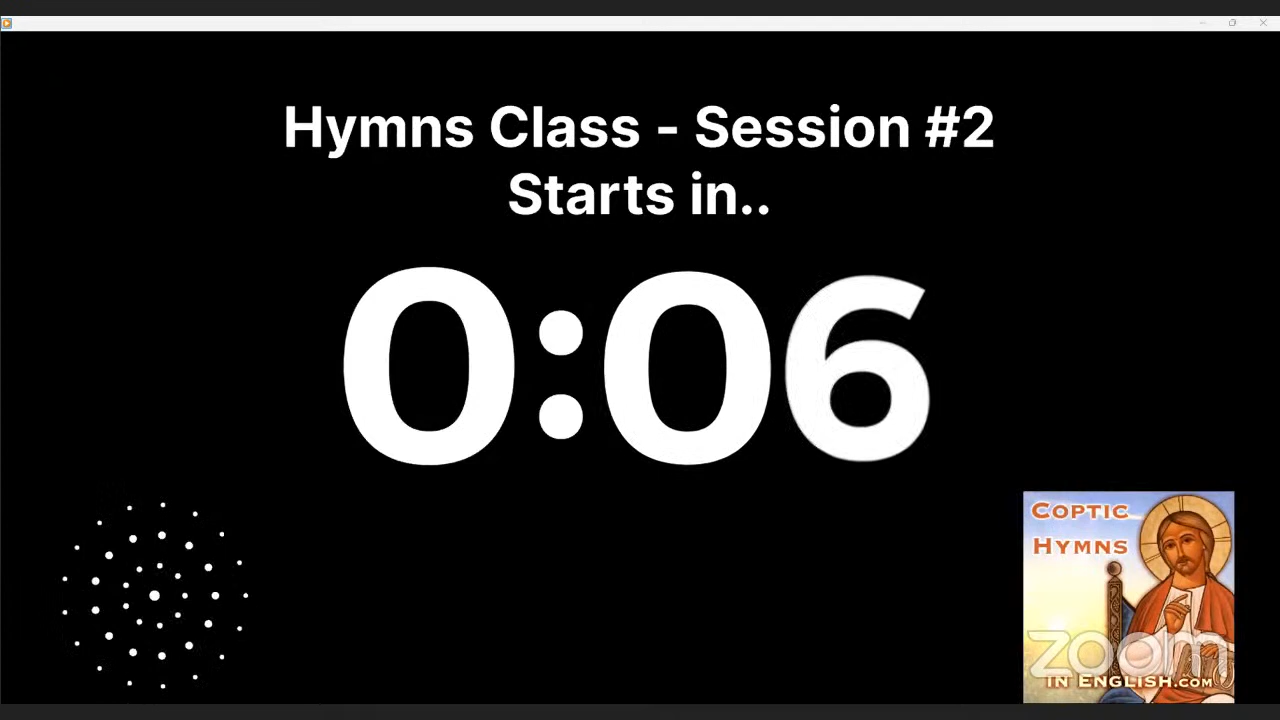 Hymns Class - Session #2
Starts in..
0:06
COPTIC
HYMNS
zoom
IN ENGLISH.COM